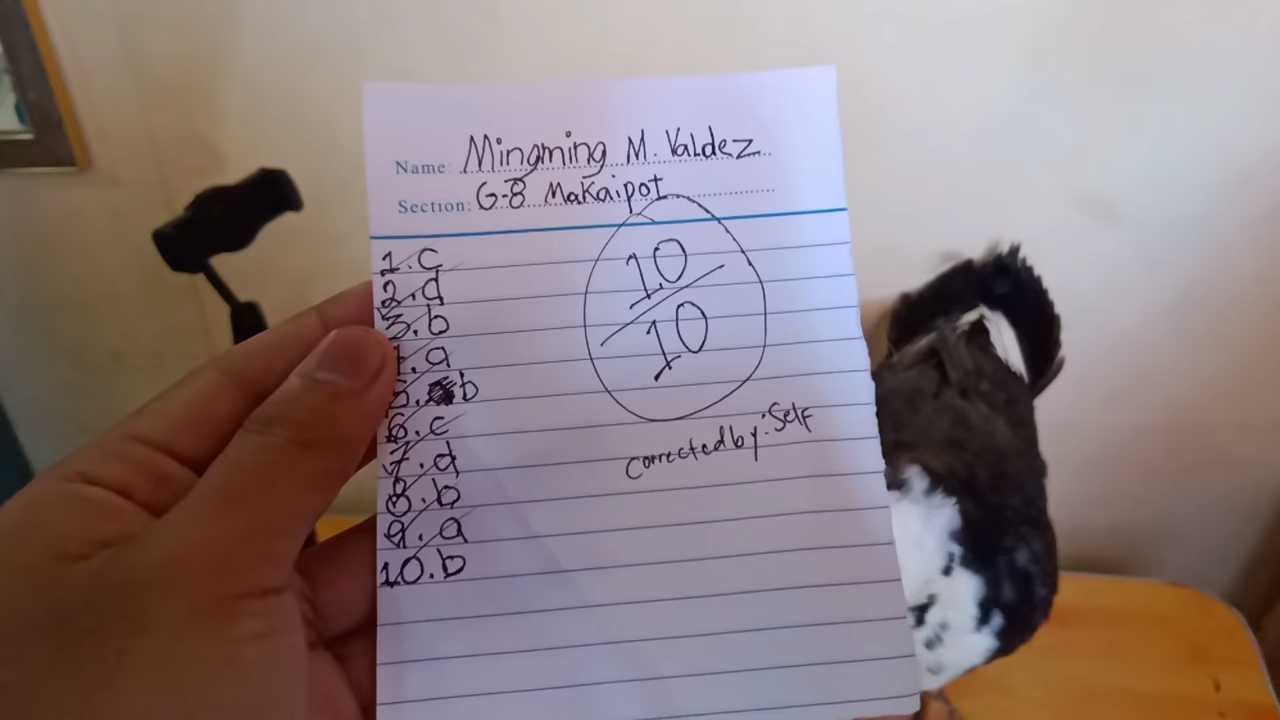 Name: Mingming M. Valdez
Section: G-8 Makaipot
10
10
1. c
2. d
3. b
4. a
5. b
6. c
7. d
8. b
9. a
10. b
corrected by: Self